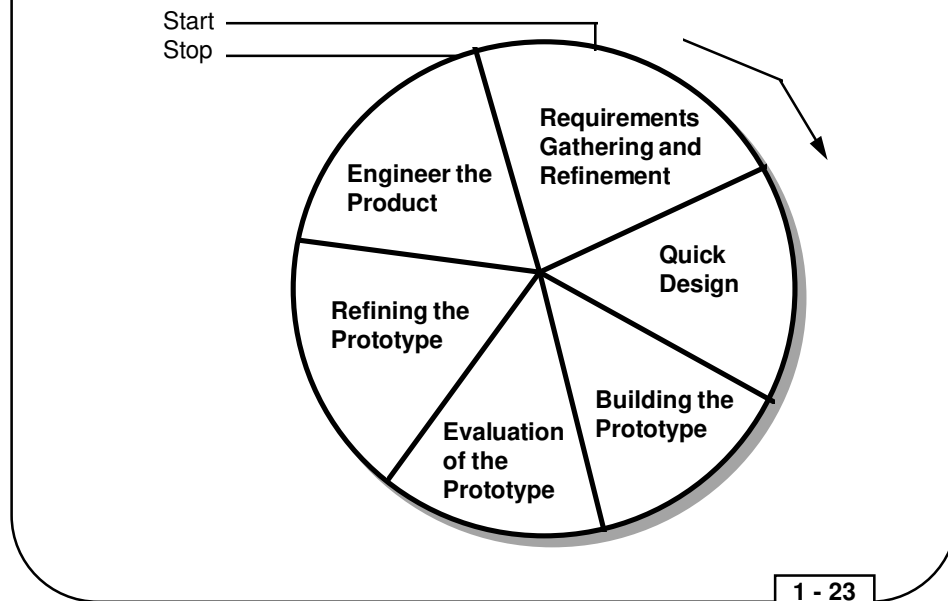 Start
Stop
Requirements
Gathering and
Refinement
Quick
Design
Building the
Prototype
Evaluation
of the
Prototype
Refining the
Prototype
Engineer the
Product
1 - 23